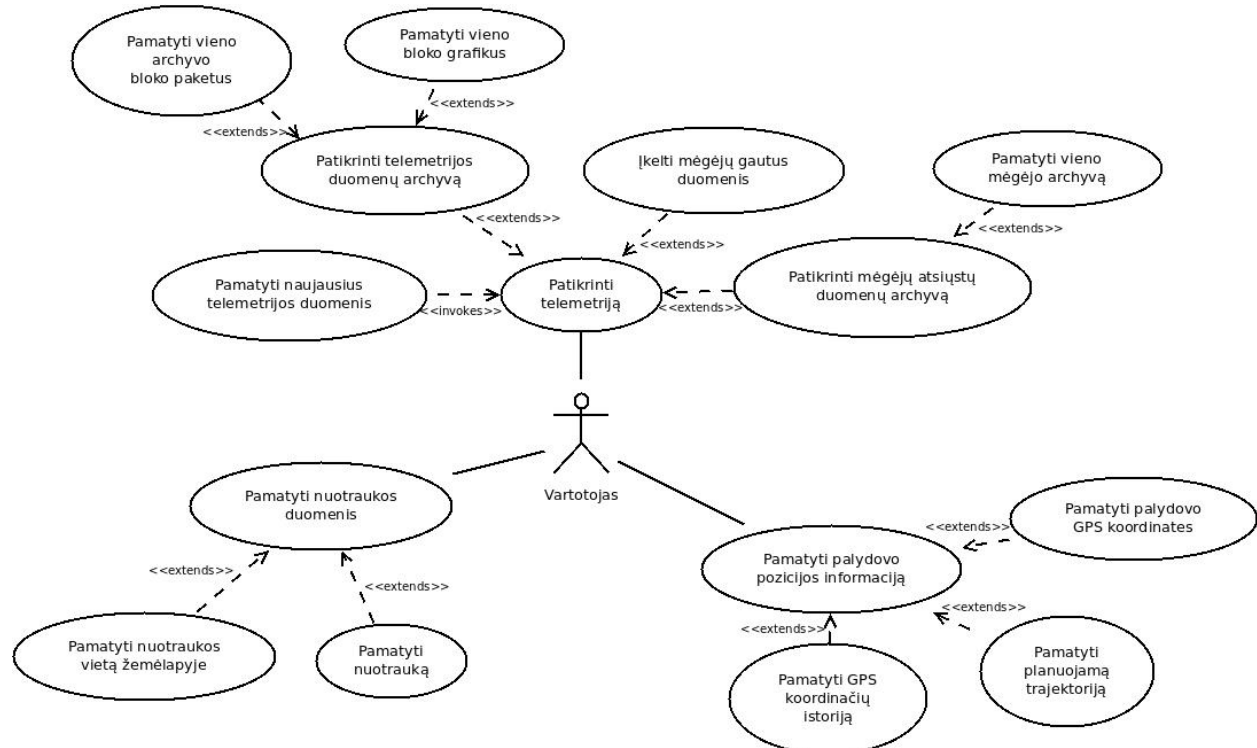 Pamatyti vieno
archyvo
bloko paketus
Pamatyti vieno
bloko grafikus
<<extends>>
<<extends>>
Patikrinti telemetrijos
duomenų archyvą
Įkelti mėgėjų gautus
duomenis
Pamatyti vieno
mėgėjo archyvą
<<extends>>
<<extends>>
<<extends>>
Pamatyti naujausius
telemetrijos duomenis
<<invokes>>
Patikrinti
telemetriją
<<extends>>
Patikrinti mėgėjų atsiųstų
duomenų archyvą
Vartotojas
Pamatyti nuotraukos
duomenis
<<extends>>
<<extends>>
Pamatyti nuotraukos
vietą žemėlapyje
Pamatyti
nuotrauką
Pamatyti palydovo
pozicijos informaciją
<<extends>>
Pamatyti palydovo
GPS koordinates
<<extends>>
<<extends>>
Pamatyti GPS
koordinačių
istoriją
Pamatyti
planuojamą
trajektoriją